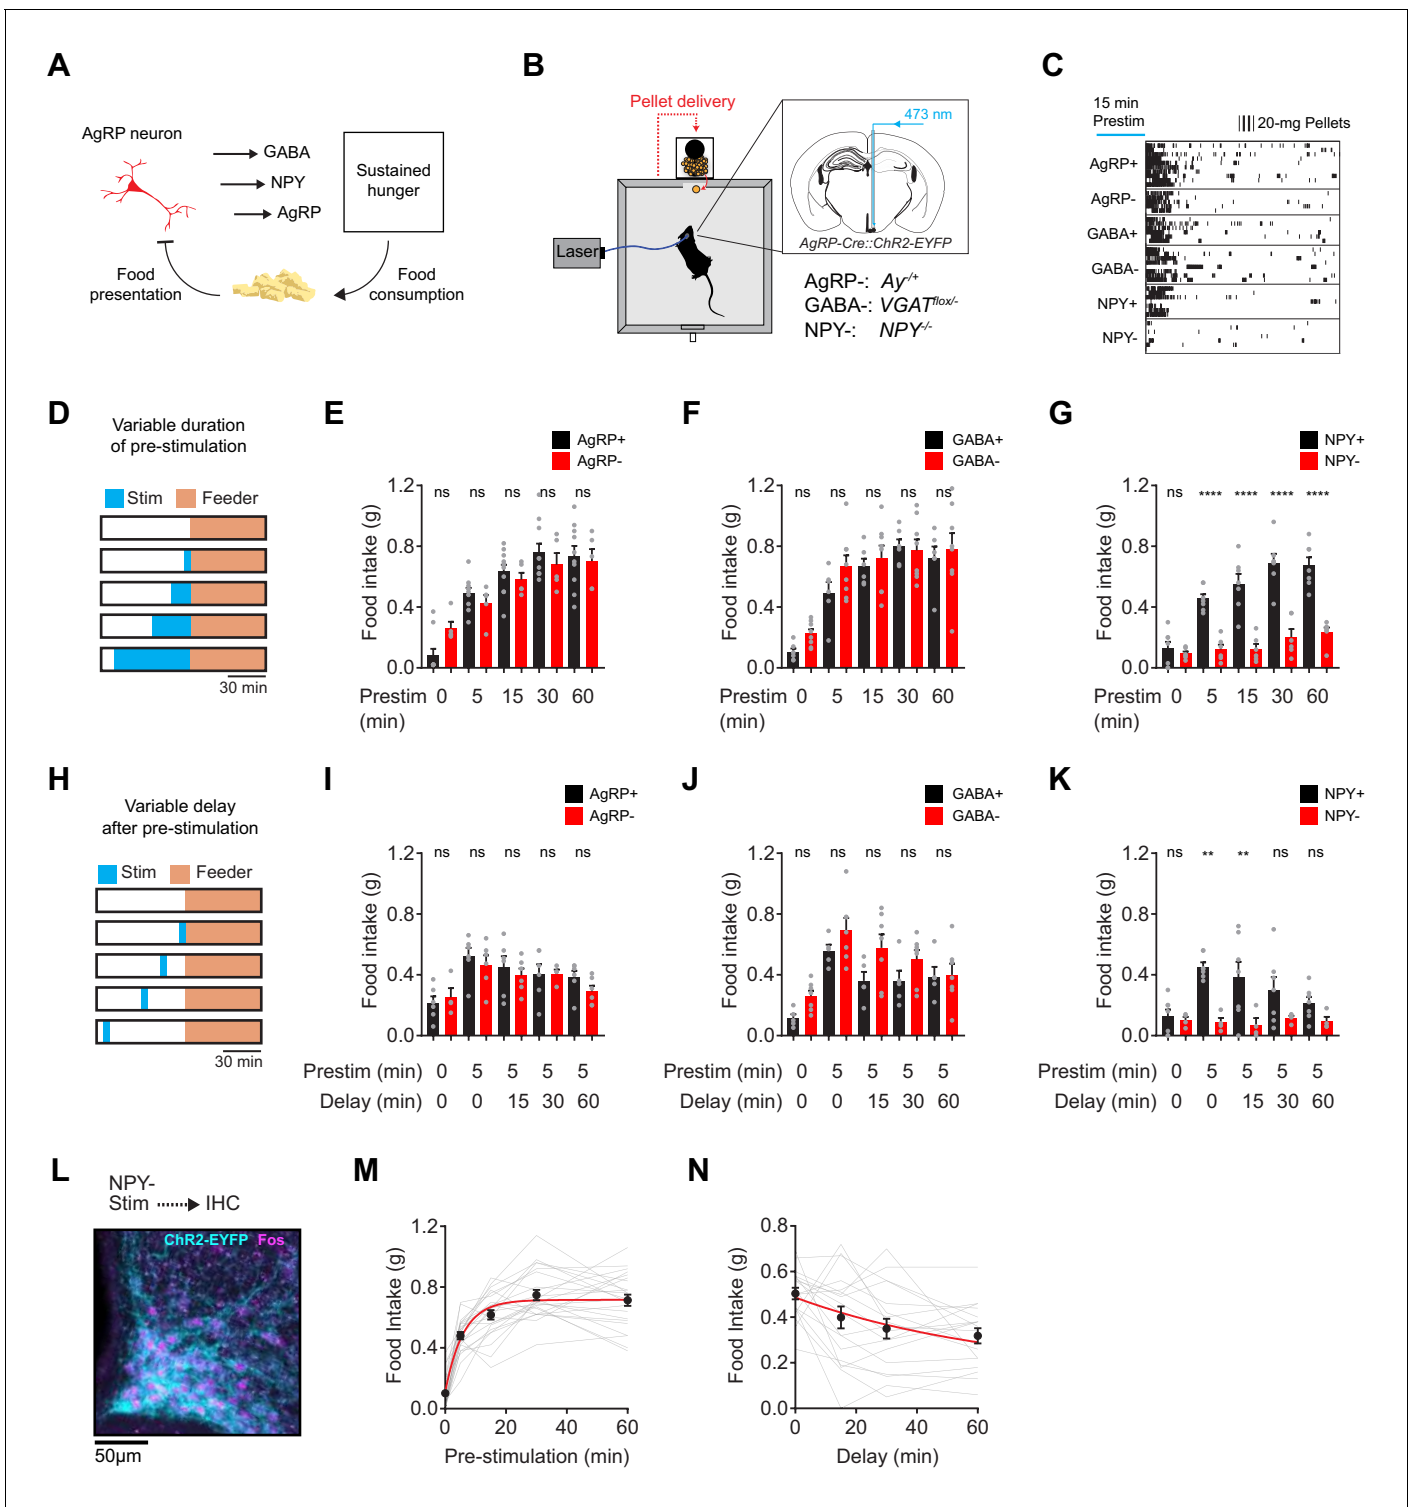 A
AgRP neuron
GABA
NPY
AgRP
Sustained
hunger
Food
presentation
Food
consumption
B
Pellet delivery
473 nm
Laser
AgRP-Cre::ChR2-EYFP
AgRP-: Ay/+
GABA-: VGATflox/-
NPY-: NPY-/-
C
15 min
Prestim
20-mg Pellets
AgRP+
AgRP-
GABA+
GABA-
NPY+
NPY-
D
Variable duration
of pre-stimulation
Stim Feeder
30 min
E
AgRP+
AgRP-
ns ns ns ns ns
Food intake (g)
1.2
0.8
0.4
0.0
Prestim 0 5 15 30 60
(min)
F
GABA+
GABA-
ns ns ns ns ns
Food intake (g)
1.2
0.8
0.4
0.0
Prestim 0 5 15 30 60
(min)
G
NPY+
NPY-
ns **** **** **** ****
Food intake (g)
1.2
0.8
0.4
0.0
Prestim 0 5 15 30 60
(min)
H
Variable delay
after pre-stimulation
Stim Feeder
30 min
I
AgRP+
AgRP-
ns ns ns ns ns
Food intake (g)
1.2
0.8
0.4
0.0
Prestim (min) 0 5 5 5 5
Delay (min) 0 0 15 30 60
J
GABA+
GABA-
ns ns ns ns ns
Food intake (g)
1.2
0.8
0.4
0.0
Prestim (min) 0 5 5 5 5
Delay (min) 0 0 15 30 60
K
NPY+
NPY-
ns ** ** ns ns
Food intake (g)
1.2
0.8
0.4
0.0
Prestim (min) 0 5 5 5 5
Delay (min) 0 0 15 30 60
L
NPY-
Stim IHC
ChR2-EYFP Fos
50µm
M
Food Intake (g)
1.2
0.8
0.4
0.0
0 20 40 60
Pre-stimulation (min)
N
Food Intake (g)
0.8
0.6
0.4
0.2
0.0
0 20 40 60
Delay (min)